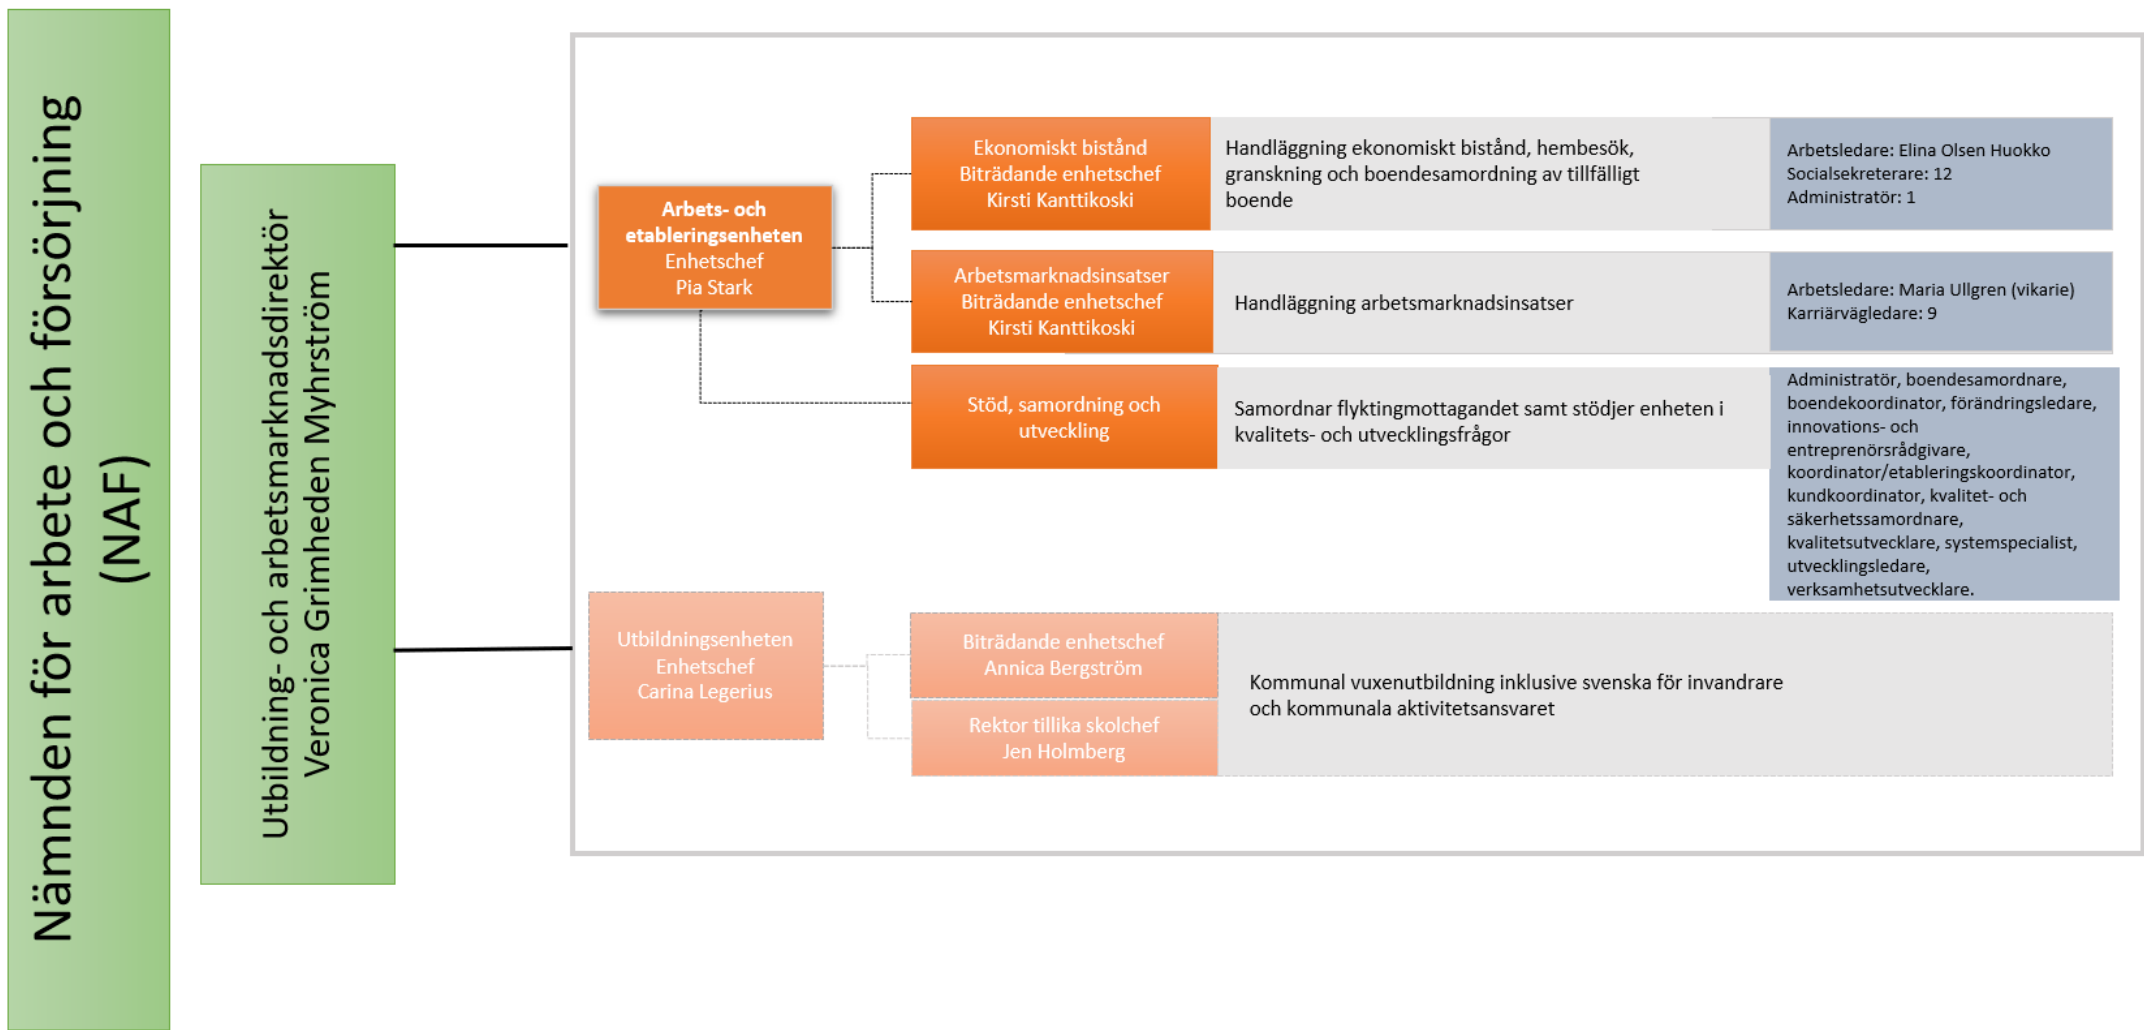 Nämnden för arbete och försörjning
(NAF)
Utbildning- och arbetsmarknadsdirektör
Veronica Grimheden Myhrström
Arbets- och
etableringsenheten
Enhetschef
Pia Stark
Ekonomiskt bistånd
Biträdande enhetschef
Kirsti Kanttikoski
Handläggning ekonomiskt bistånd, hembesök,
granskning och boendesamordning av tillfälligt
boende
Arbetsledare: Elina Olsen Huokko
Socialsekreterare: 12
Administratör: 1
Arbetsmarknadsinsatser
Biträdande enhetschef
Kirsti Kanttikoski
Handläggning arbetsmarknadsinsatser
Arbetsledare: Maria Ullgren (vikarie)
Karriärvägledare: 9
Stöd, samordning och
utveckling
Samordnar flyktingmottagandet samt stödjer enheten i
kvalitets- och utvecklingsfrågor
Administratör, boendesamordnare,
boendekoordinator, förändringsledare,
innovations- och
entreprenörsrådgivare,
koordinator/etableringskoordinator,
kundkoordinator, kvalitet- och
säkerhetssamordnare,
kvalitetsutvecklare, systemspecialist,
utvecklingsledare,
verksamhetsutvecklare.
Utbildningsenheten
Enhetschef
Carina Legerius
Biträdande enhetschef
Annica Bergström
Rektor tillika skolchef
Jen Holmberg
Kommunal vuxenutbildning inklusive svenska för invandrare
och kommunala aktivitetsansvaret